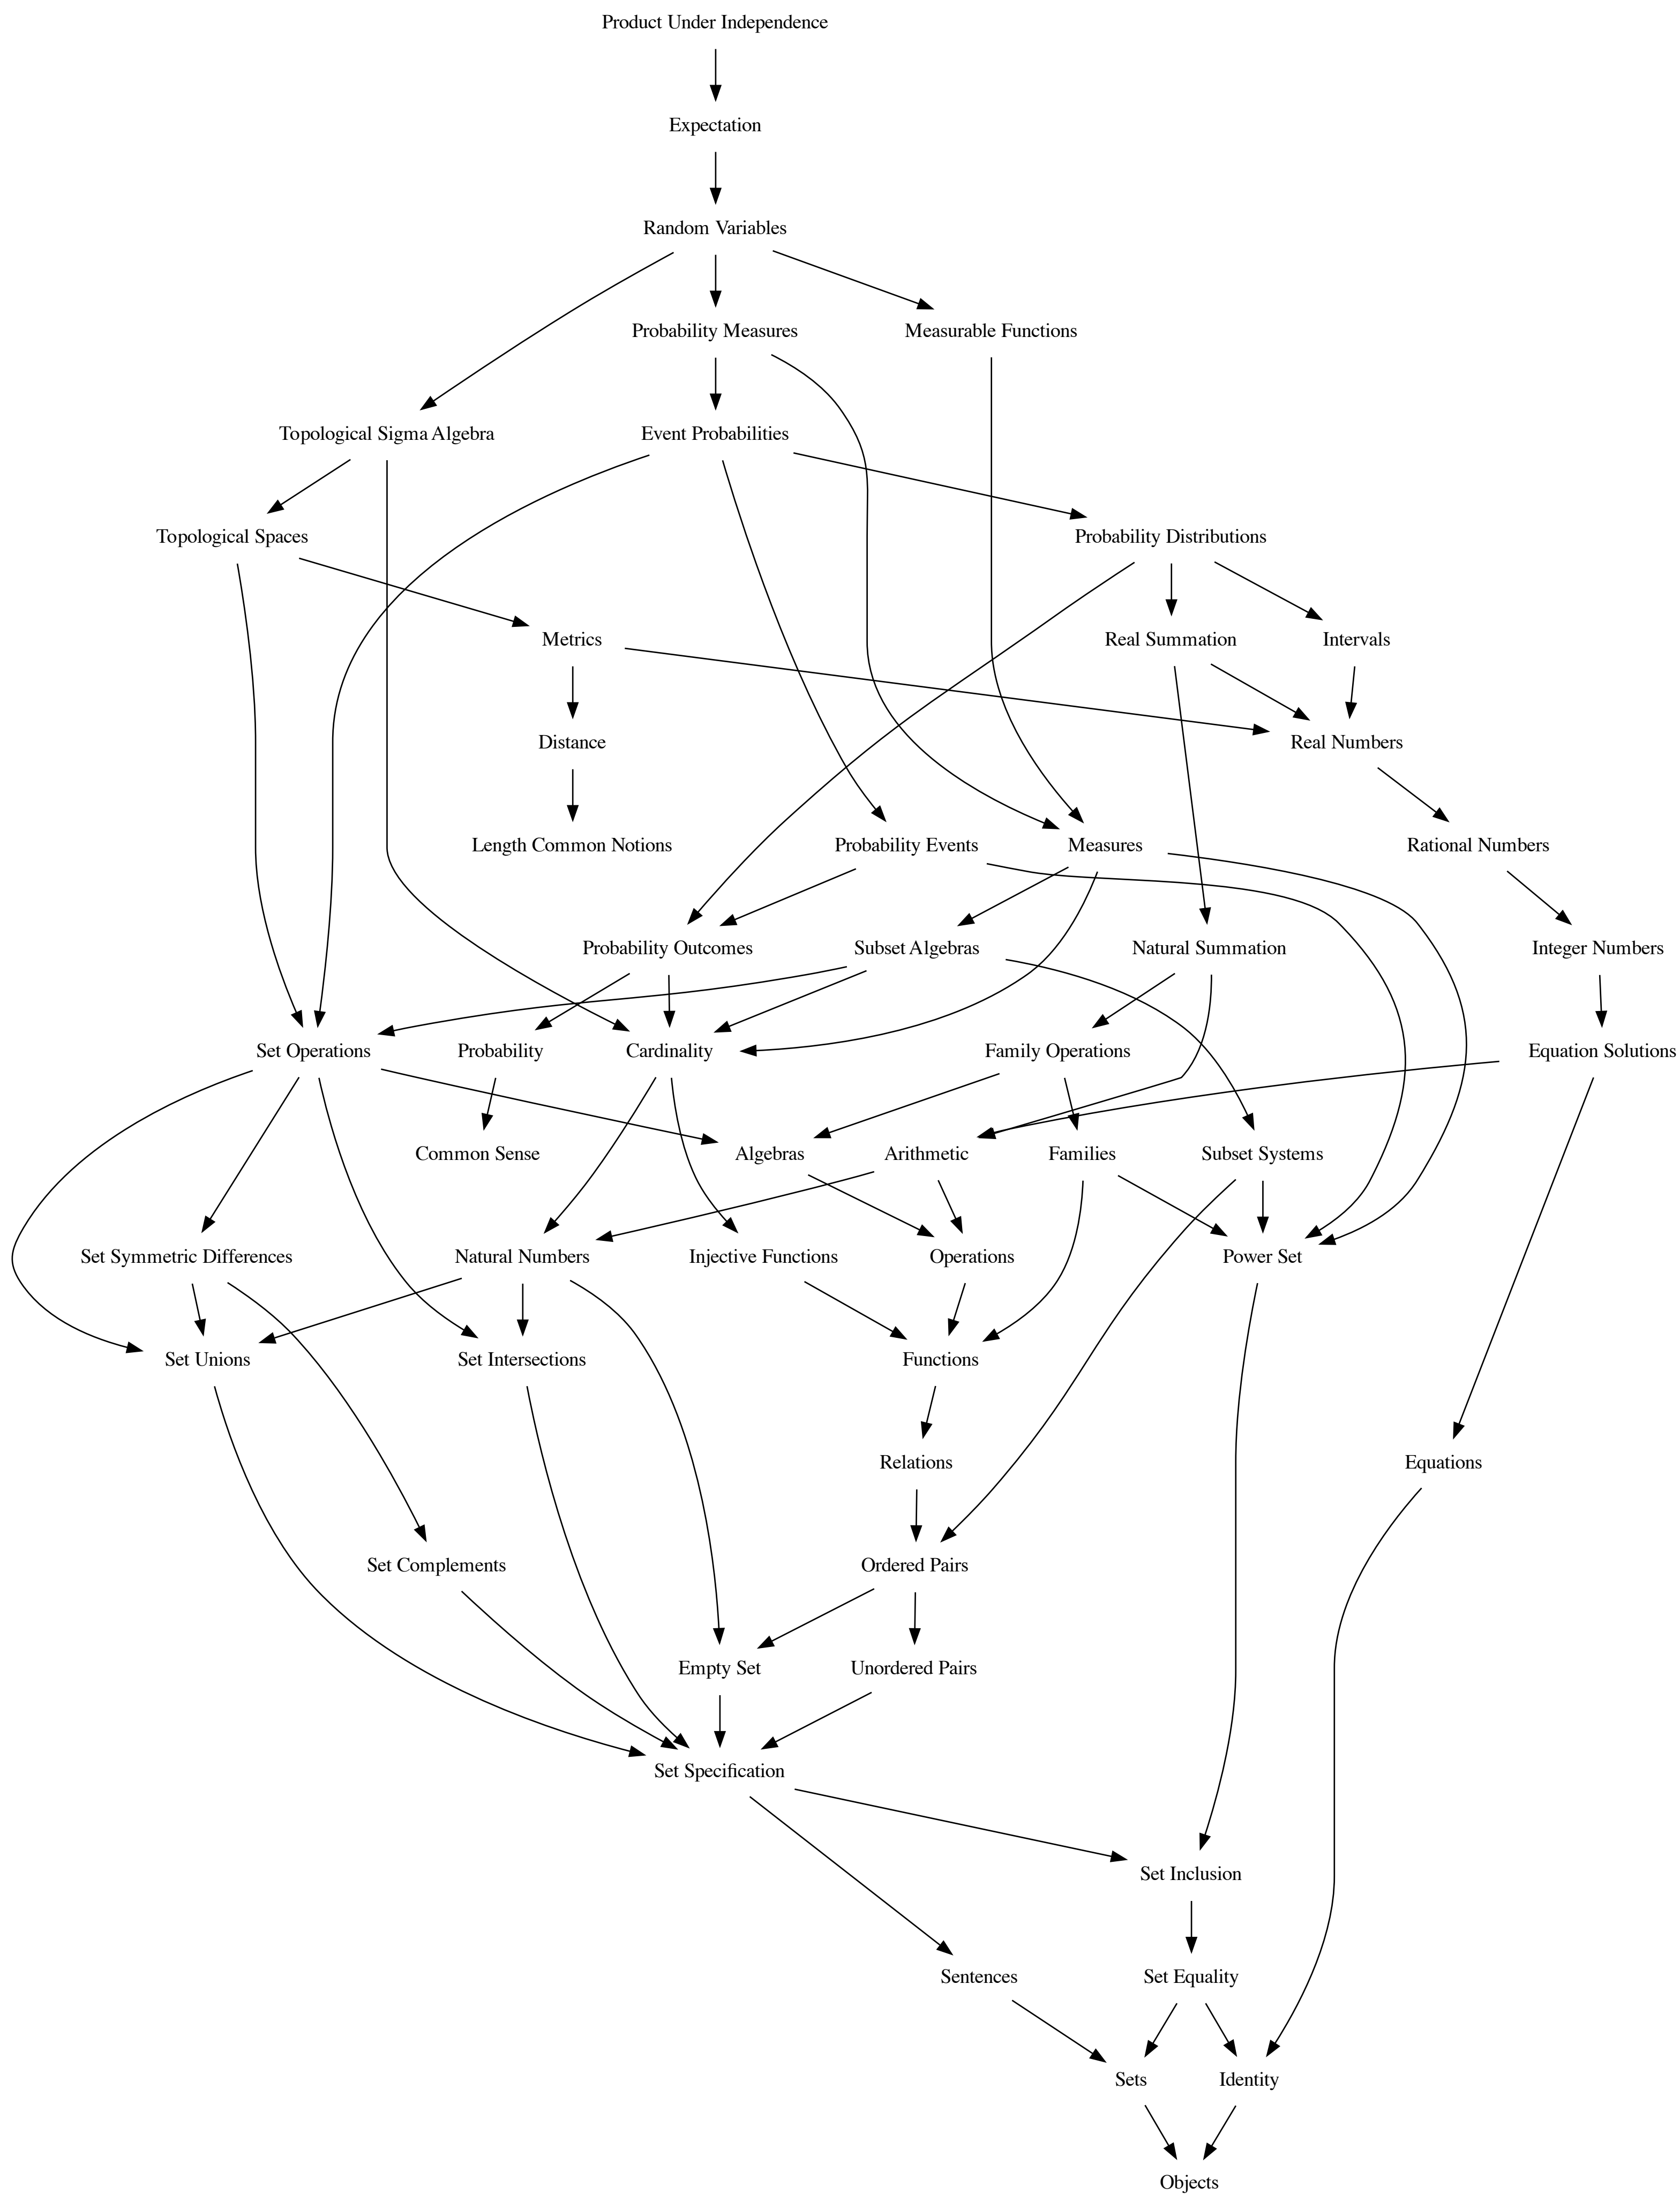 Product Under Independence
Expectation
Random Variables
Probability Measures
Measurable Functions
Topological Sigma Algebra
Event Probabilities
Topological Spaces
Probability Distributions
Metrics
Real Summation
Intervals
Distance
Real Numbers
Length Common Notions
Probability Events
Measures
Rational Numbers
Probability Outcomes
Subset Algebras
Natural Summation
Integer Numbers
Set Operations
Probability
Cardinality
Family Operations
Equation Solutions
Common Sense
Algebras
Arithmetic
Families
Subset Systems
Set Symmetric Differences
Natural Numbers
Injective Functions
Operations
Power Set
Set Unions
Set Intersections
Functions
Relations
Equations
Set Complements
Ordered Pairs
Empty Set
Unordered Pairs
Set Specification
Set Inclusion
Sentences
Set Equality
Sets
Identity
Objects